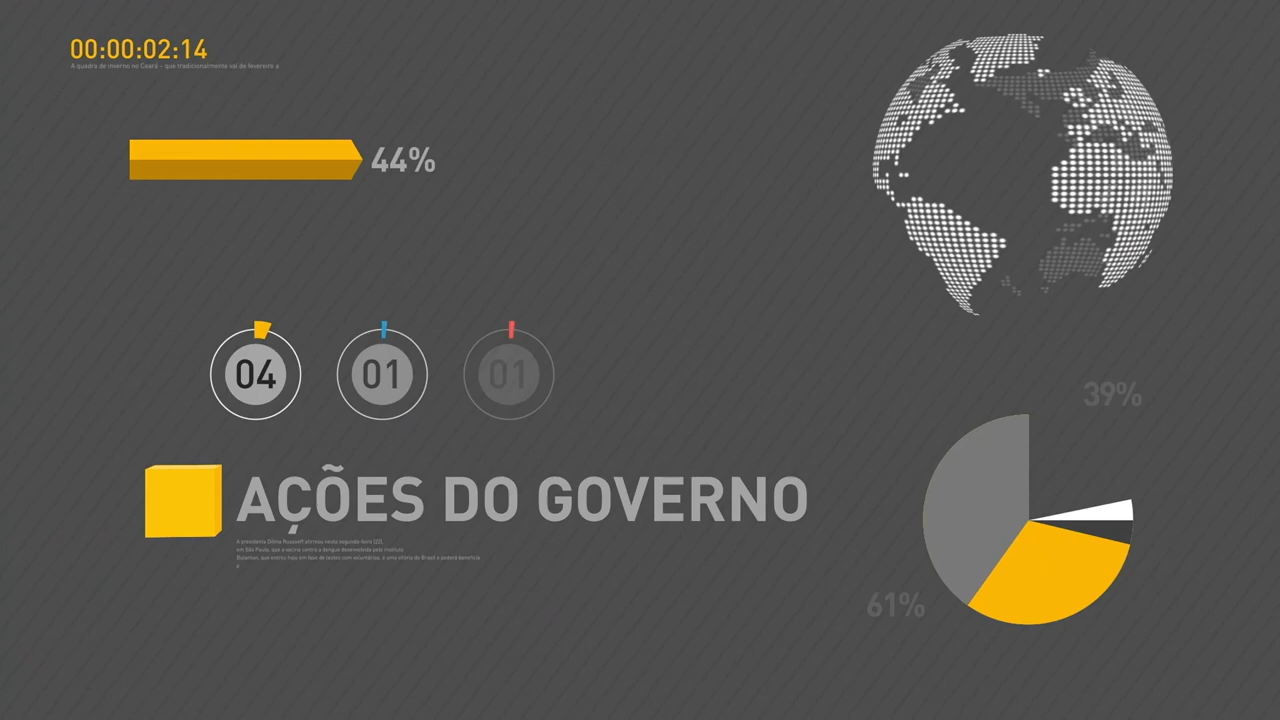 00:00:02:14
A quadra de inverno no Ceará – que tradicionalmente vai de fevereiro a
44%
04
01
01
39%
AÇÕES DO GOVERNO
A presidenta Dilma Rousseff afirmou nesta segunda-feira (22),
em São Paulo, que a vacina contra a dengue desenvolvida pelo Instituto
Butantan, que entrou hoje em fase de testes com voluntários, é uma vitória do Brasil e poderá beneficia
61%